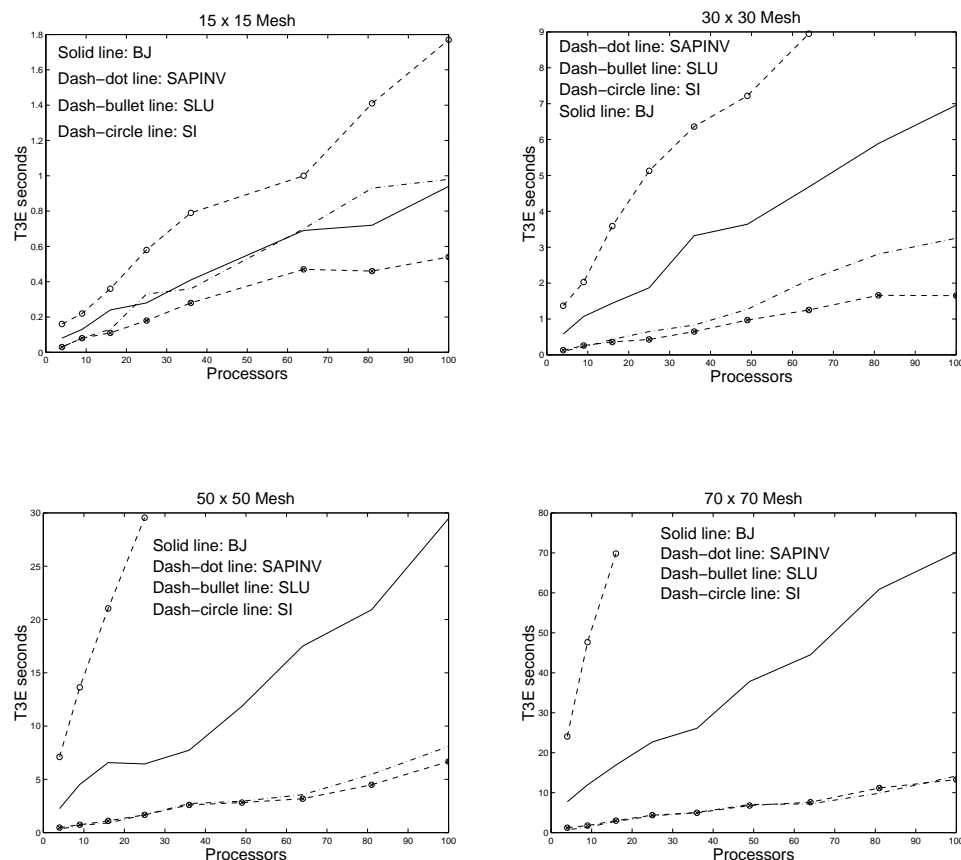 15 x 15 Mesh
Solid line: BJ
Dash-dot line: SAPINV
Dash-bullet line: SLU
Dash-circle line: SI
T3E seconds
1.8
1.6
1.4
1.2
1
0.8
0.6
0.4
0.2
0
0 10 20 30 40 50 60 70 80 90 100
Processors
30 x 30 Mesh
Dash-dot line: SAPINV
Dash-bullet line: SLU
Dash-circle line: SI
Solid line: BJ
T3E seconds
9
8
7
6
5
4
3
2
1
0
0 10 20 30 40 50 60 70 80 90 100
Processors
50 x 50 Mesh
Solid line: BJ
Dash-dot line: SAPINV
Dash-bullet line: SLU
Dash-circle line: SI
T3E seconds
30
25
20
15
10
5
0
0 10 20 30 40 50 60 70 80 90 100
Processors
70 x 70 Mesh
Solid line: BJ
Dash-dot line: SAPINV
Dash-bullet line: SLU
Dash-circle line: SI
T3E seconds
80
70
60
50
40
30
20
10
0
0 10 20 30 40 50 60 70 80 90 100
Processors